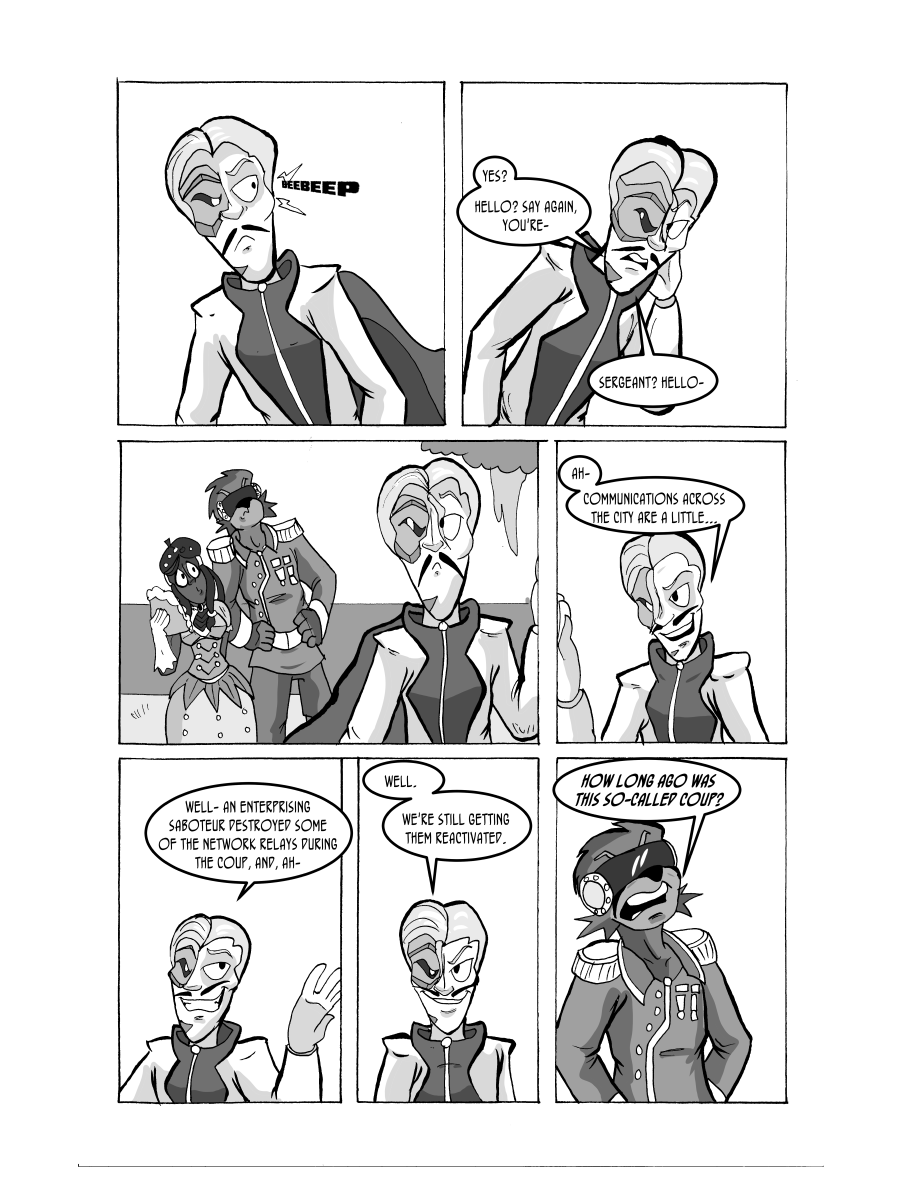 BEEBEEP
YES?
HELLO? SAY AGAIN,
YOU'RE-
SERGEANT? HELLO-
AH-
COMMUNICATIONS ACROSS
THE CITY ARE A LITTLE...
WELL- AN ENTERPRISING
SABOTEUR DESTROYED SOME
OF THE NETWORK RELAYS DURING
THE COUP, AND, AH-
WELL.
WE'RE STILL GETTING
THEM REACTIVATED.
HOW LONG AGO WAS
THIS SO-CALLED COUP?